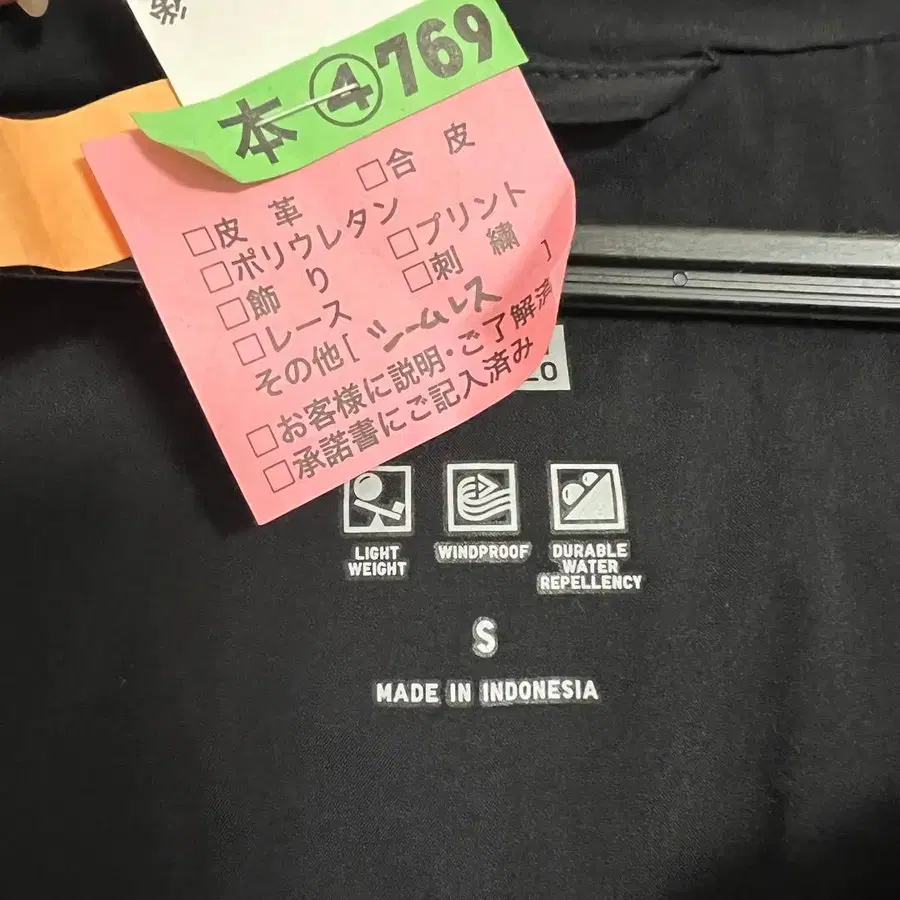 本④769
□皮革 □合皮
□ポリウレタン
□飾り □プリント
□レース □刺繍
その他[ シームレス ]
□お客様に説明・ご了解済
□承諾書にご記入済み
LO
LIGHT
WEIGHT
WINDPROOF
DURABLE
WATER
REPELLENCY
S
MADE IN INDONESIA